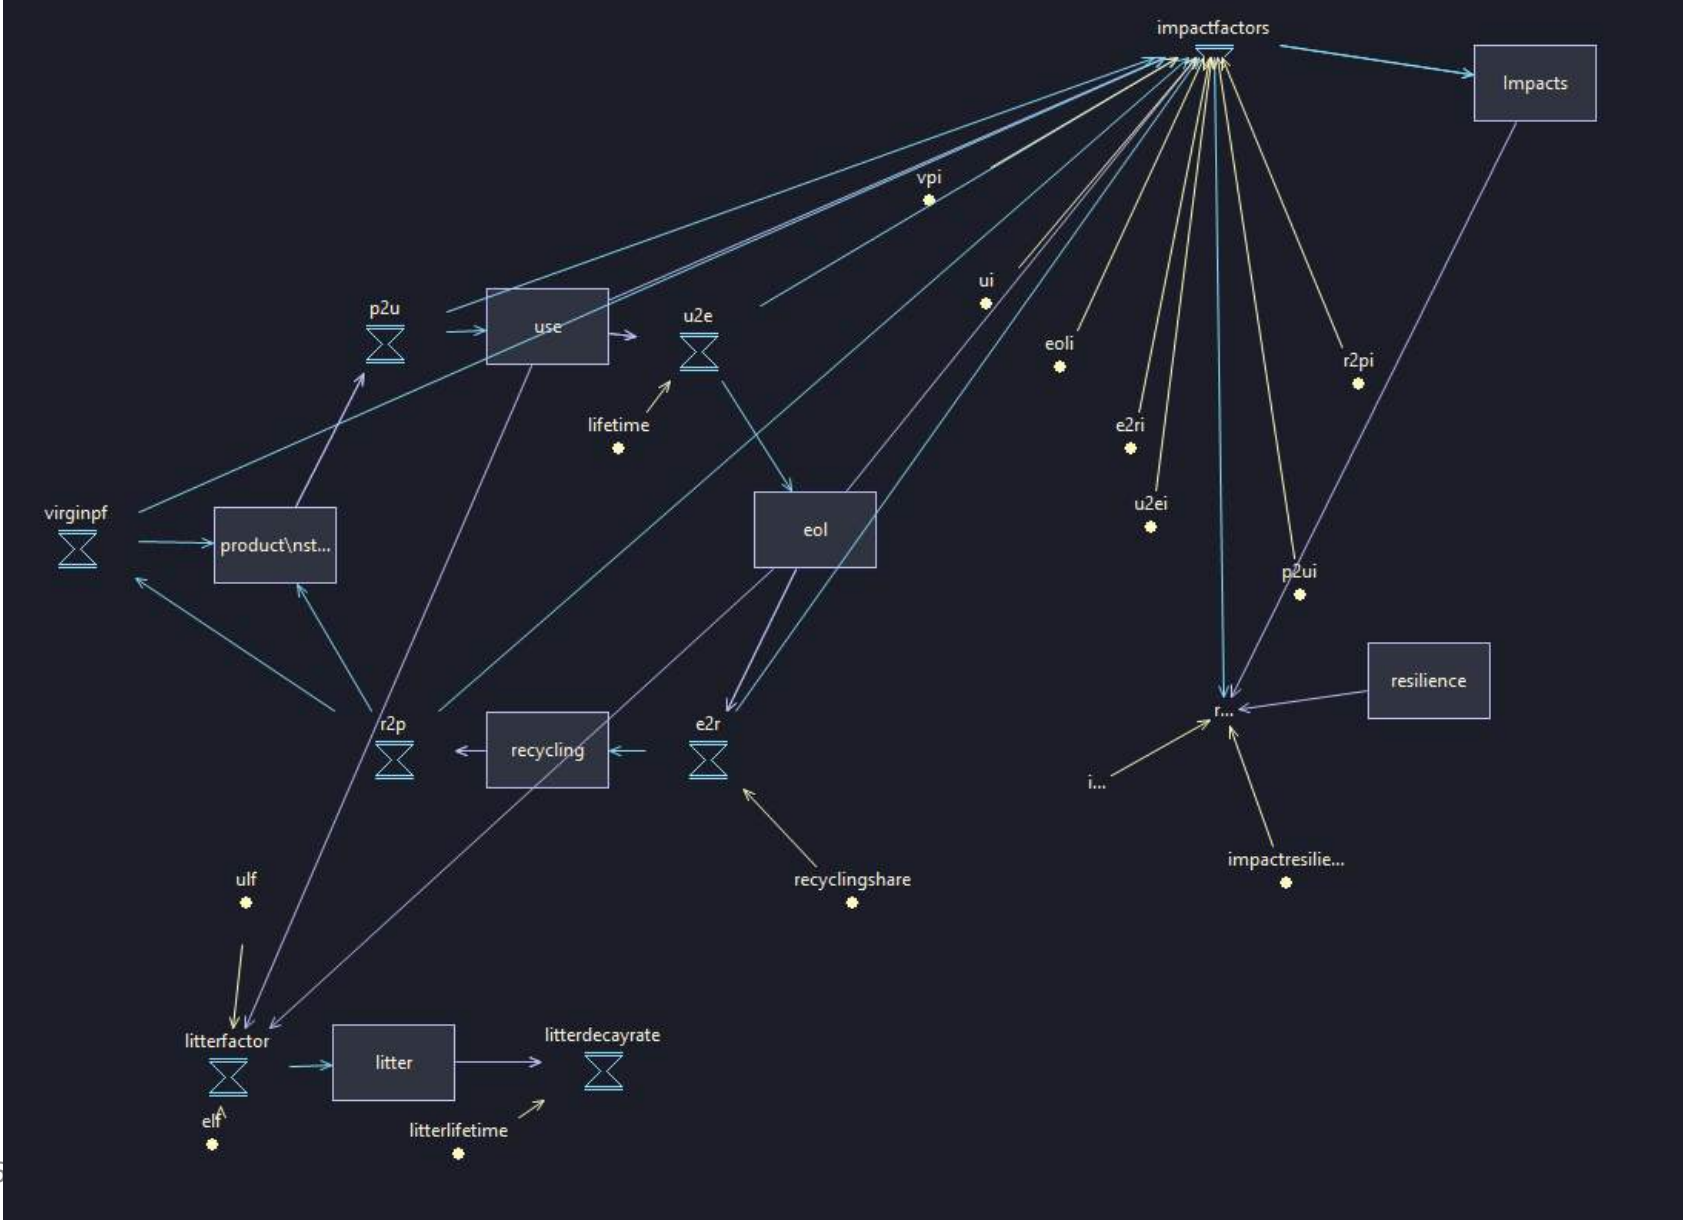 impactfactors
Impacts
vpi
ui
p2u
use
u2e
eoli
r2pi
lifetime
e2ri
u2ei
virginpf
product\nst...
eol
p2ui
resilience
r...
r2p
recycling
e2r
i...
impactresilie...
ulf
recyclingshare
litterfactor
litter
litterdecayrate
elf
litterlifetime